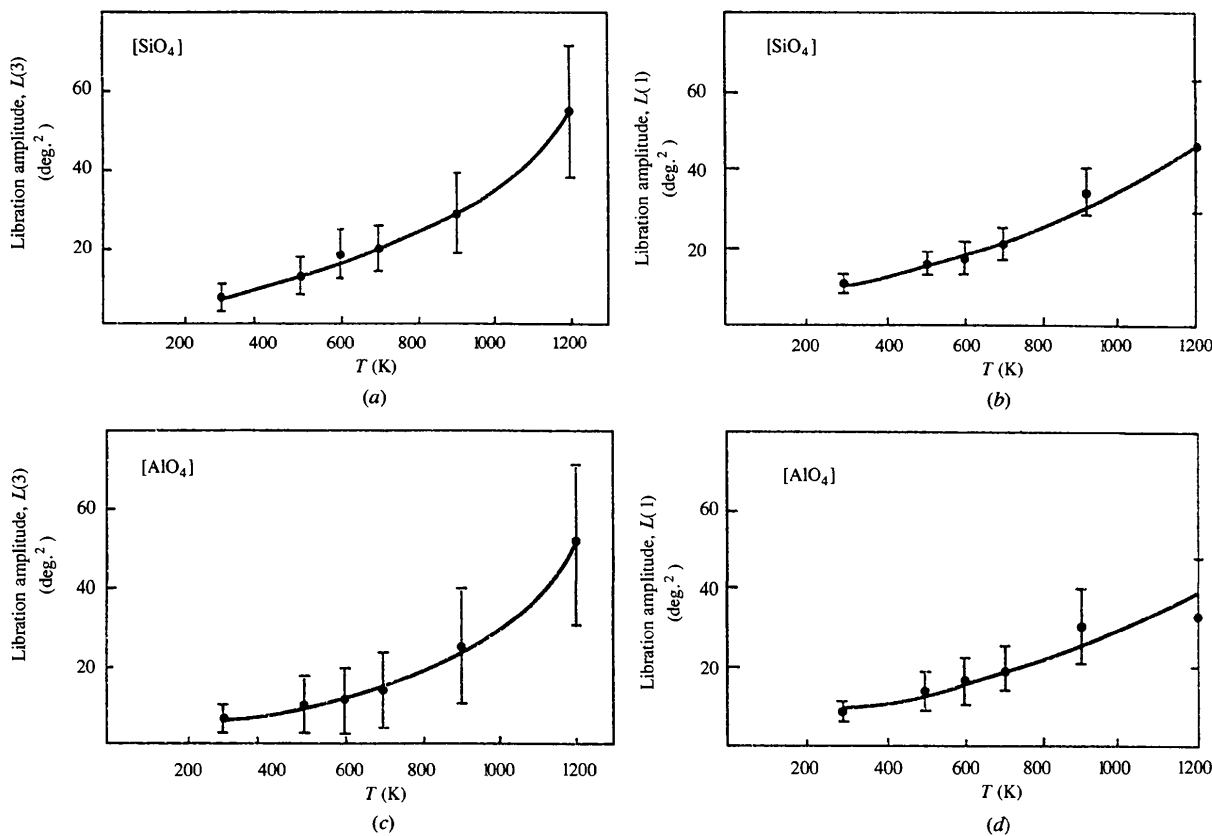 [SiO₄]
Libration amplitude, L(3)
(deg.²)
60
40
20
200 400 600 800 1000 1200
T (K)
(a)
[SiO₄]
Libration amplitude, L(1)
(deg.²)
60
40
20
200 400 600 800 1000 1200
T (K)
(b)
[AlO₄]
Libration amplitude, L(3)
(deg.²)
60
40
20
200 400 600 800 1000 1200
T (K)
(c)
[AlO₄]
Libration amplitude, L(1)
(deg.²)
60
40
20
200 400 600 800 1000 1200
T (K)
(d)